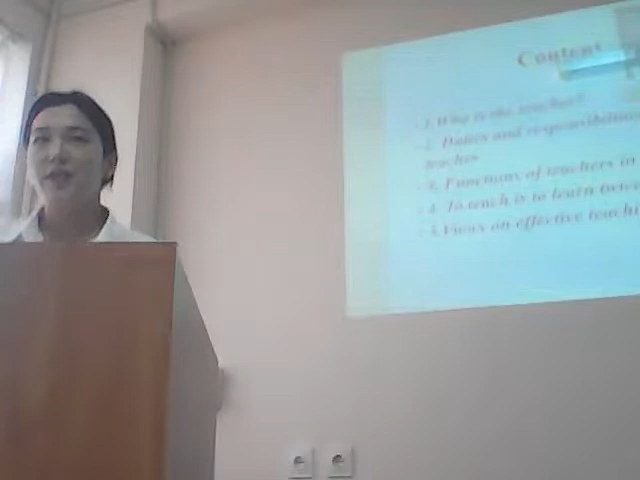 Content
1. Who is the teacher?
2. Duties and responsibilities
teacher
3. Functions of teachers in
4. To teach is to learn twice
5. Views on effective teachi